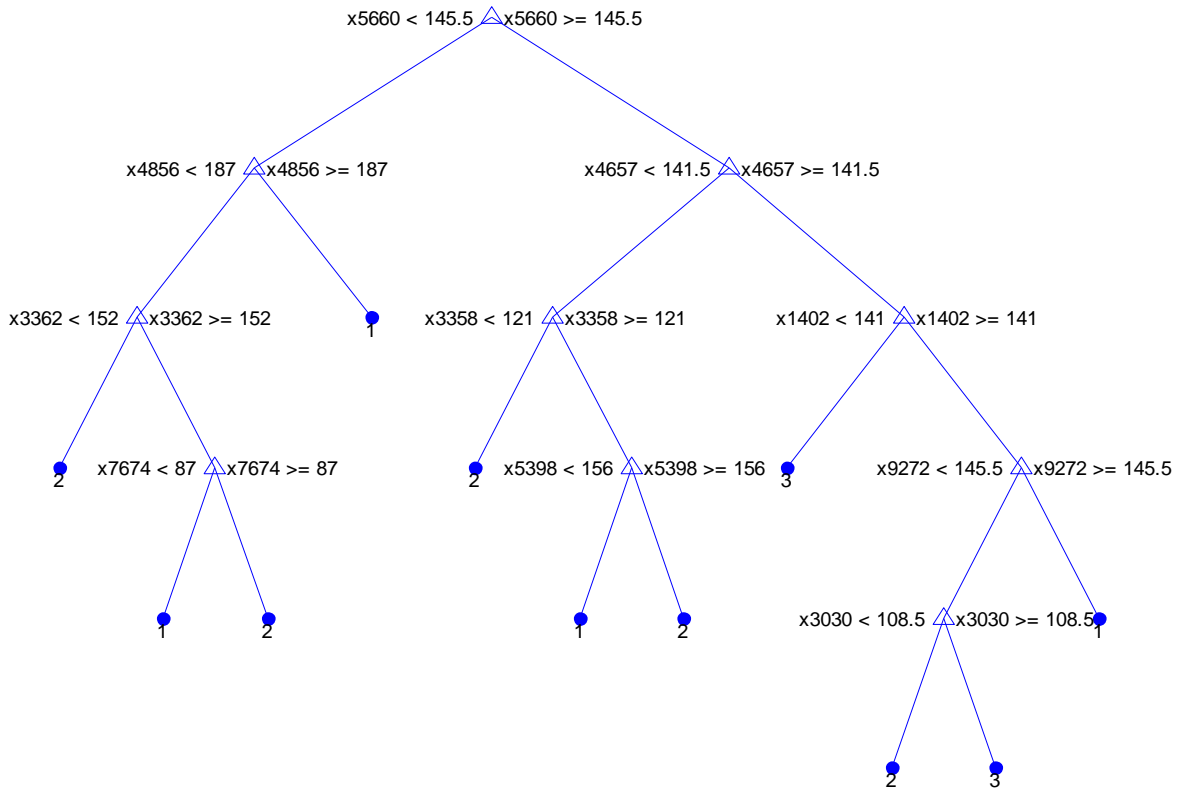 x5660 < 145.5 x5660 >= 145.5
x4856 < 187 x4856 >= 187 x4657 < 141.5 x4657 >= 141.5
x3362 < 152 x3362 >= 152 1 x3358 < 121 x3358 >= 121 x1402 < 141 x1402 >= 141
2 x7674 < 87 x7674 >= 87 2 x5398 < 156 x5398 >= 156 3 x9272 < 145.5 x9272 >= 145.5
1 2 1 2 x3030 < 108.5 x3030 >= 108.5 1
2 3